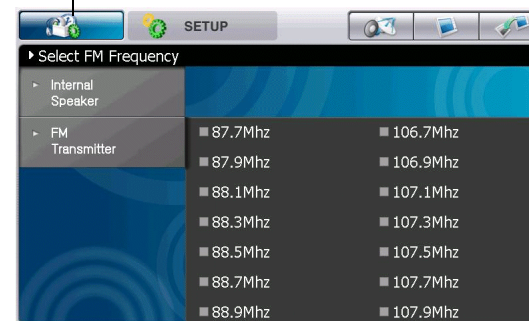 SETUP
Select FM Frequency
Internal
Speaker
FM
Transmitter
87.7Mhz
87.9Mhz
88.1Mhz
88.3Mhz
88.5Mhz
88.7Mhz
88.9Mhz
106.7Mhz
106.9Mhz
107.1Mhz
107.3Mhz
107.5Mhz
107.7Mhz
107.9Mhz